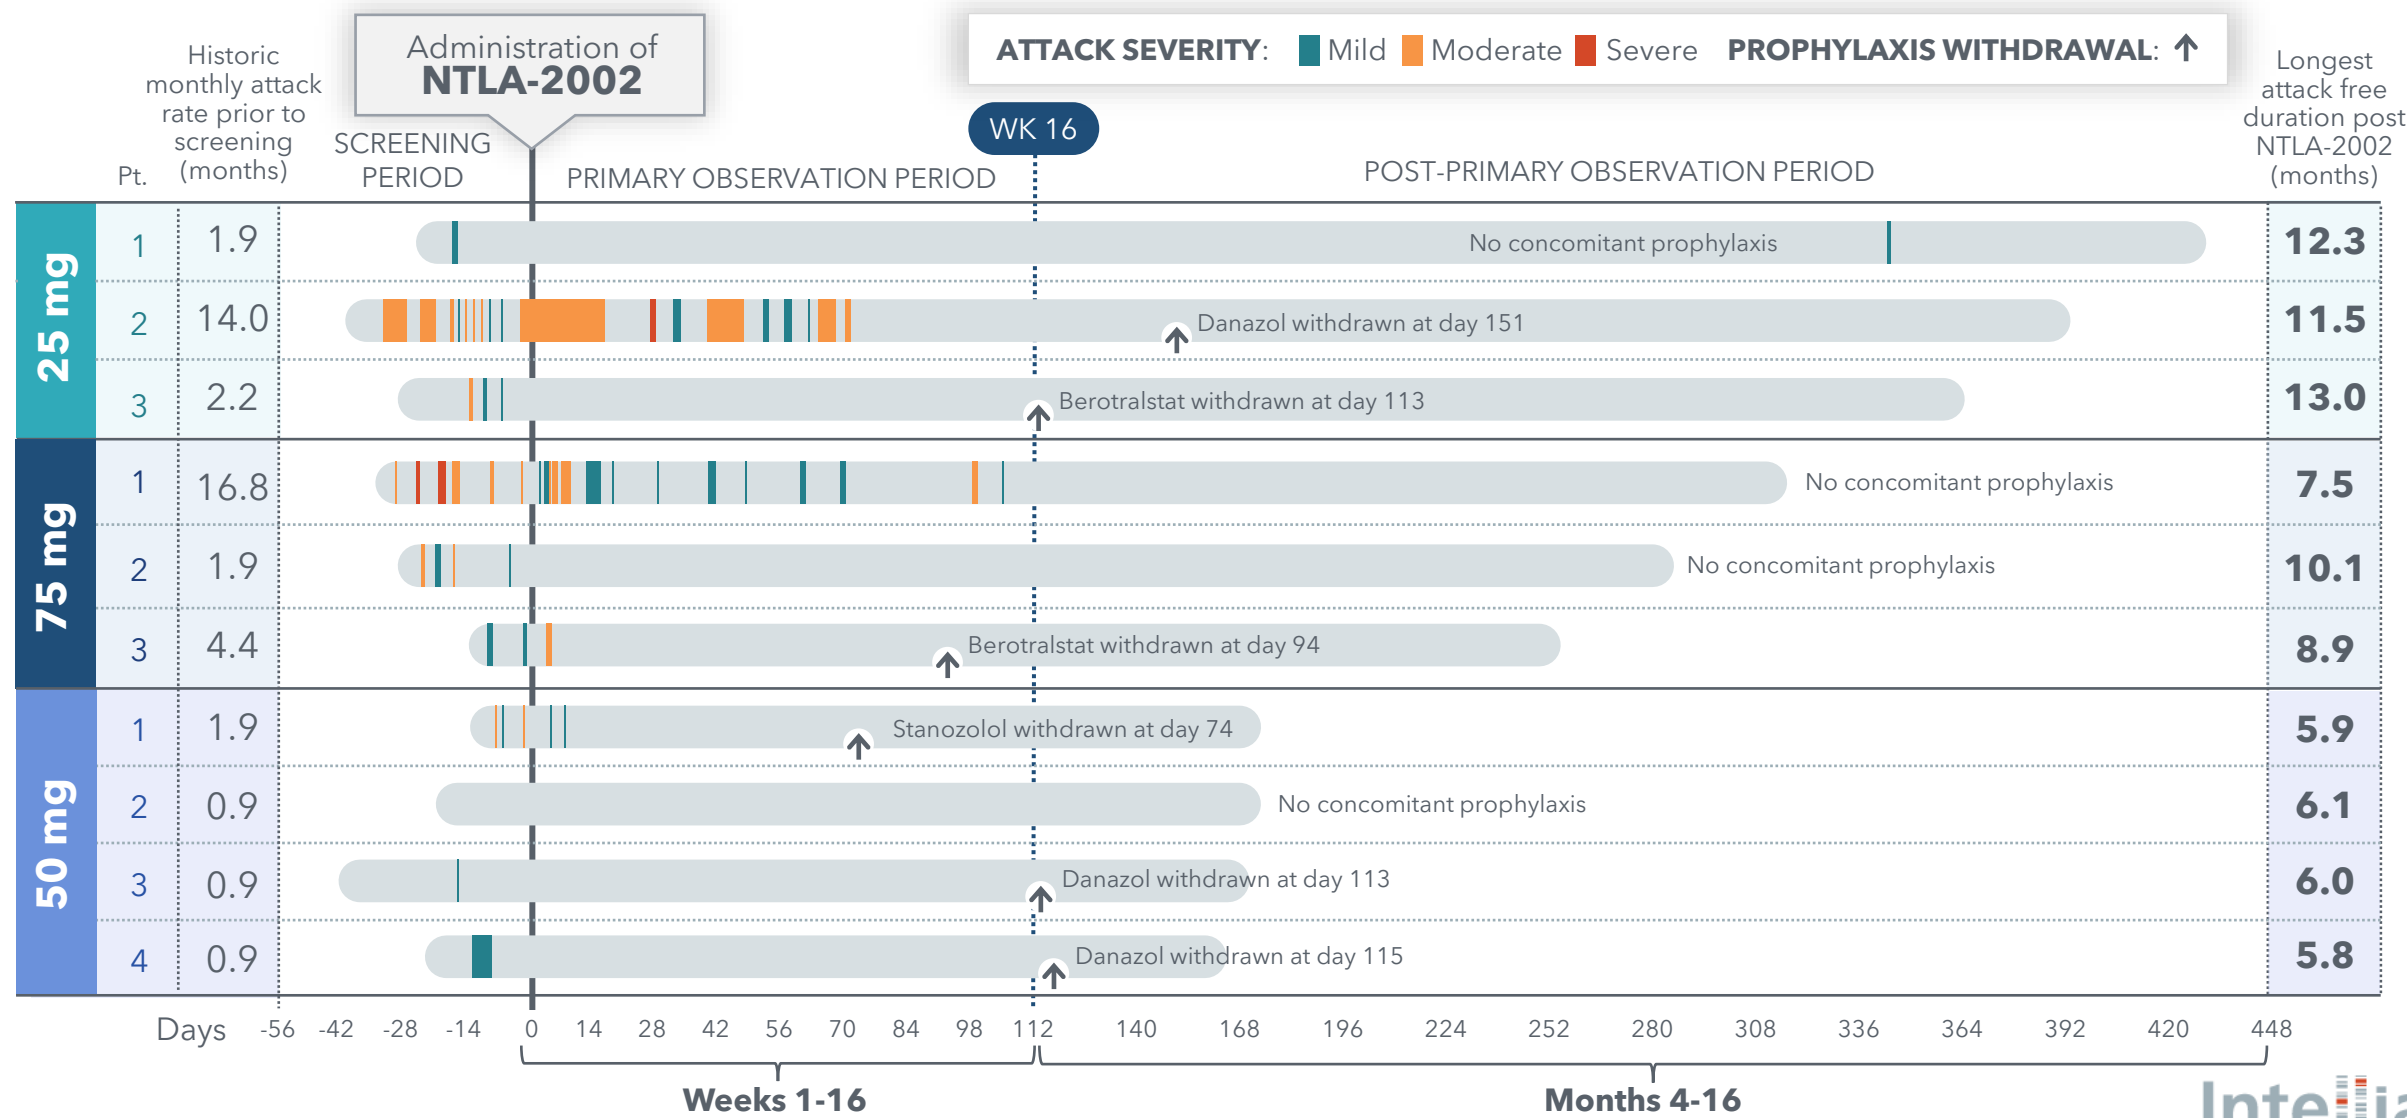 Administration of
NTLA-2002
ATTACK SEVERITY: Mild Moderate Severe PROPHYLAXIS WITHDRAWAL:
Historic
monthly attack
rate prior to
screening
(months)
Longest
attack free
duration post
NTLA-2002
(months)
Pt.
SCREENING
PERIOD
PRIMARY OBSERVATION PERIOD
WK 16
POST-PRIMARY OBSERVATION PERIOD
25 mg
1 1.9 No concomitant prophylaxis 12.3
2 14.0 Danazol withdrawn at day 151 11.5
3 2.2 Berotralstat withdrawn at day 113 13.0
75 mg
1 16.8 No concomitant prophylaxis 7.5
2 1.9 No concomitant prophylaxis 10.1
3 4.4 Berotralstat withdrawn at day 94 8.9
50 mg
1 1.9 Stanozolol withdrawn at day 74 5.9
2 0.9 No concomitant prophylaxis 6.1
3 0.9 Danazol withdrawn at day 113 6.0
4 0.9 Danazol withdrawn at day 115 5.8
Days -56 -42 -28 -14 0 14 28 42 56 70 84 98 112 140 168 196 224 252 280 308 336 364 392 420 448
Weeks 1-16
Months 4-16